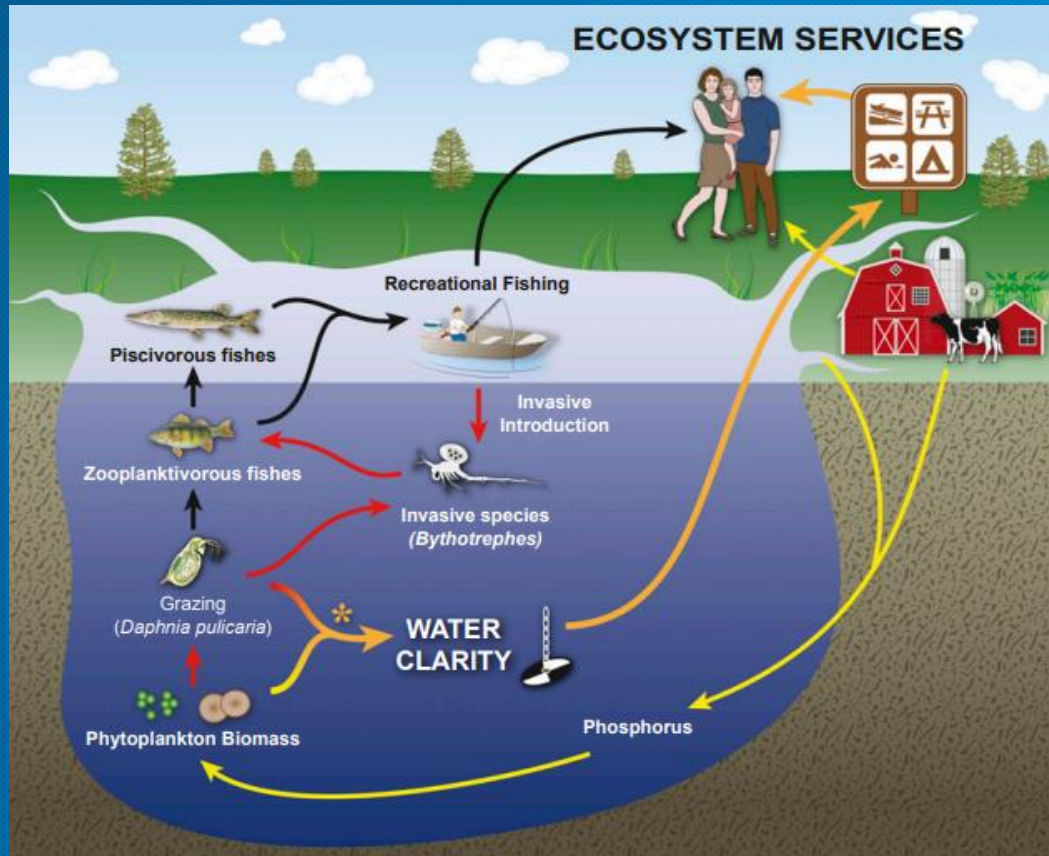 ECOSYSTEM SERVICES
Recreational Fishing
Piscivorous fishes
Invasive
Introduction
Zooplanktivorous fishes
Invasive species
(Bythotrephes)
Grazing
(Daphnia pulicaria)
*
WATER
CLARITY
Phosphorus
Phytoplankton Biomass